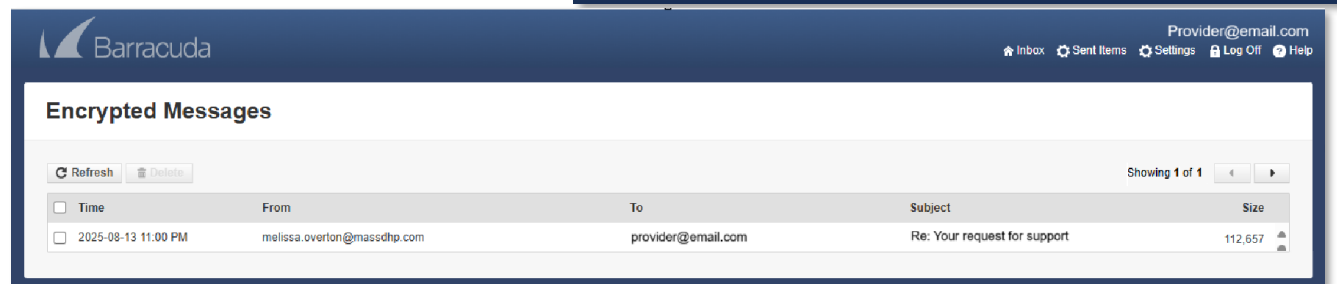 Barracuda
Provider@email.com
Inbox Sent Items Settings Log Off Help
Encrypted Messages
Refresh Delete Showing 1 of 1
Time From To Subject Size
2025-08-13 11:00 PM melissa.overton@massdhp.com provider@email.com Re: Your request for support 112,657